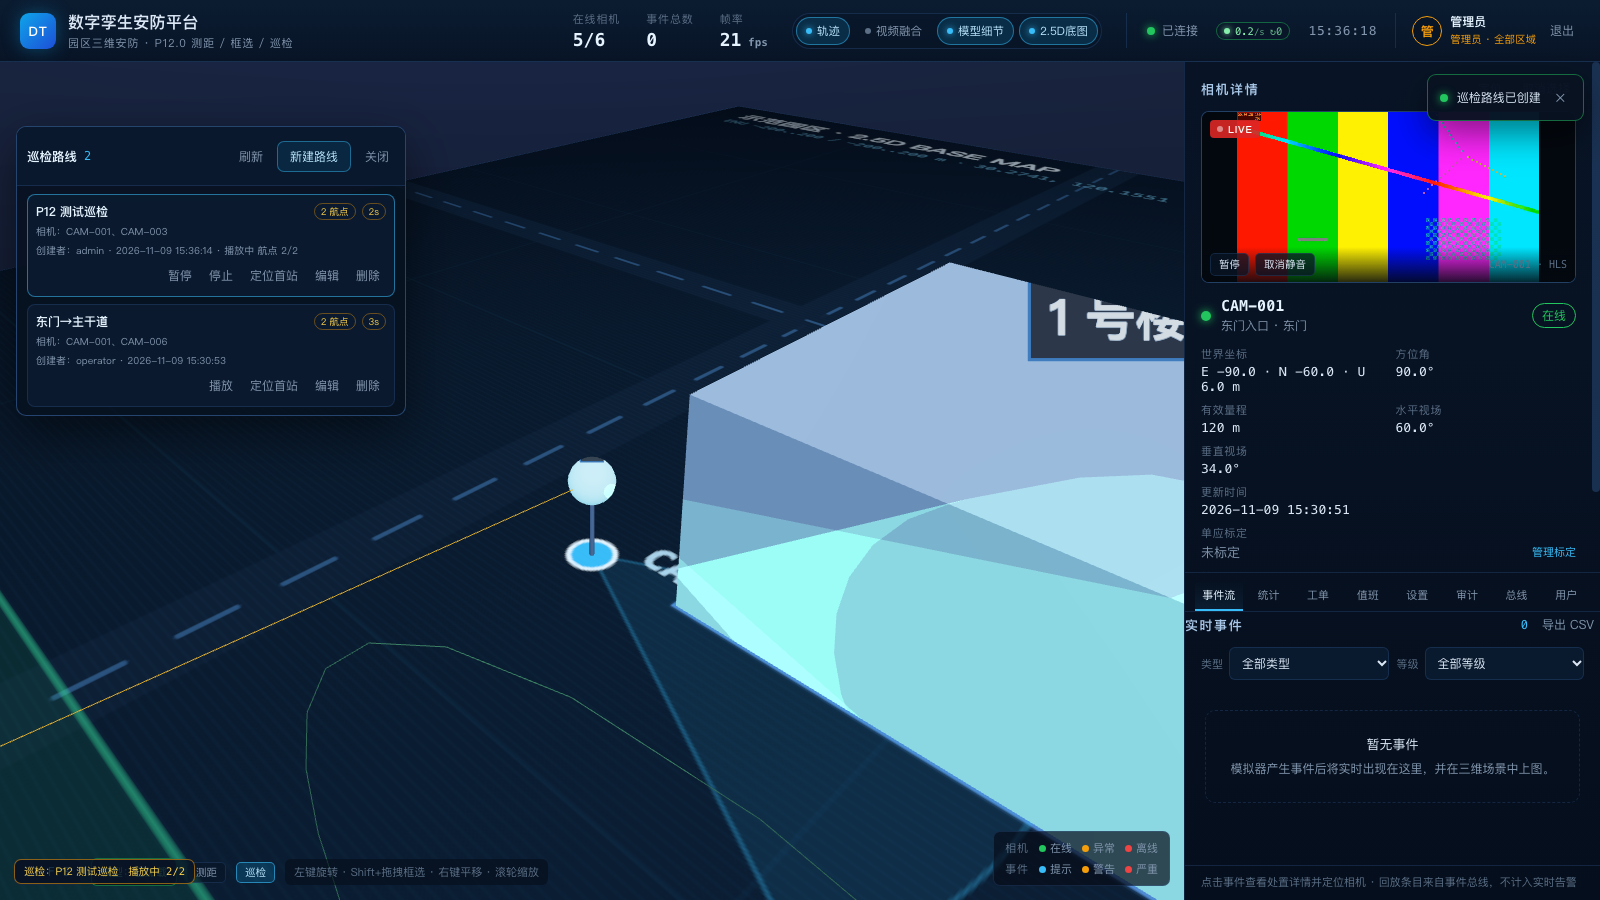 DT
数字孪生安防平台
园区三维安防 · P12.0 测距 / 框选 / 巡检
在线相机
5/6
事件总数
0
帧率
21 fps
轨迹
视频融合
模型细节
2.5D底图
已连接
0.2/s ↻0
15:36:18
管
管理员
管理员 · 全部区域
退出
巡检路线 2
刷新
新建路线
关闭
P12 测试巡检
2 航点
2s
相机: CAM-001、CAM-003
创建者: admin · 2026-11-09 15:36:14 · 播放中 航点 2/2
暂停
停止
定位首站
编辑
删除
东门→主干道
2 航点
3s
相机: CAM-001、CAM-006
创建者: operator · 2026-11-09 15:30:53
播放
定位首站
编辑
删除
示范园区 · 2.5D BASE MAP
120.1551
1 号楼
相机详情
巡检路线已创建
LIVE
暂停
取消静音
HLS
CAM-001
东门入口 · 东门
在线
世界坐标
E -90.0 · N -60.0 · U 6.0 m
方位角
90.0°
有效量程
120 m
水平视场
60.0°
垂直视场
34.0°
更新时间
2026-11-09 15:30:51
单应标定
未标定
管理标定
事件流
统计
工单
值班
设置
审计
总线
用户
实时事件
0
导出 CSV
类型
全部类型
等级
全部等级
暂无事件
模拟器产生事件后将实时出现在这里，并在三维场景中上图。
点击事件查看处置详情并定位相机 · 回放条目来自事件总线，不计入实时告警
巡检: P12 测试巡检 播放中 2/2
测距
巡检
左键旋转 · Shift+拖拽框选 · 右键平移 · 滚轮缩放
相机
在线
异常
离线
事件
提示
警告
严重